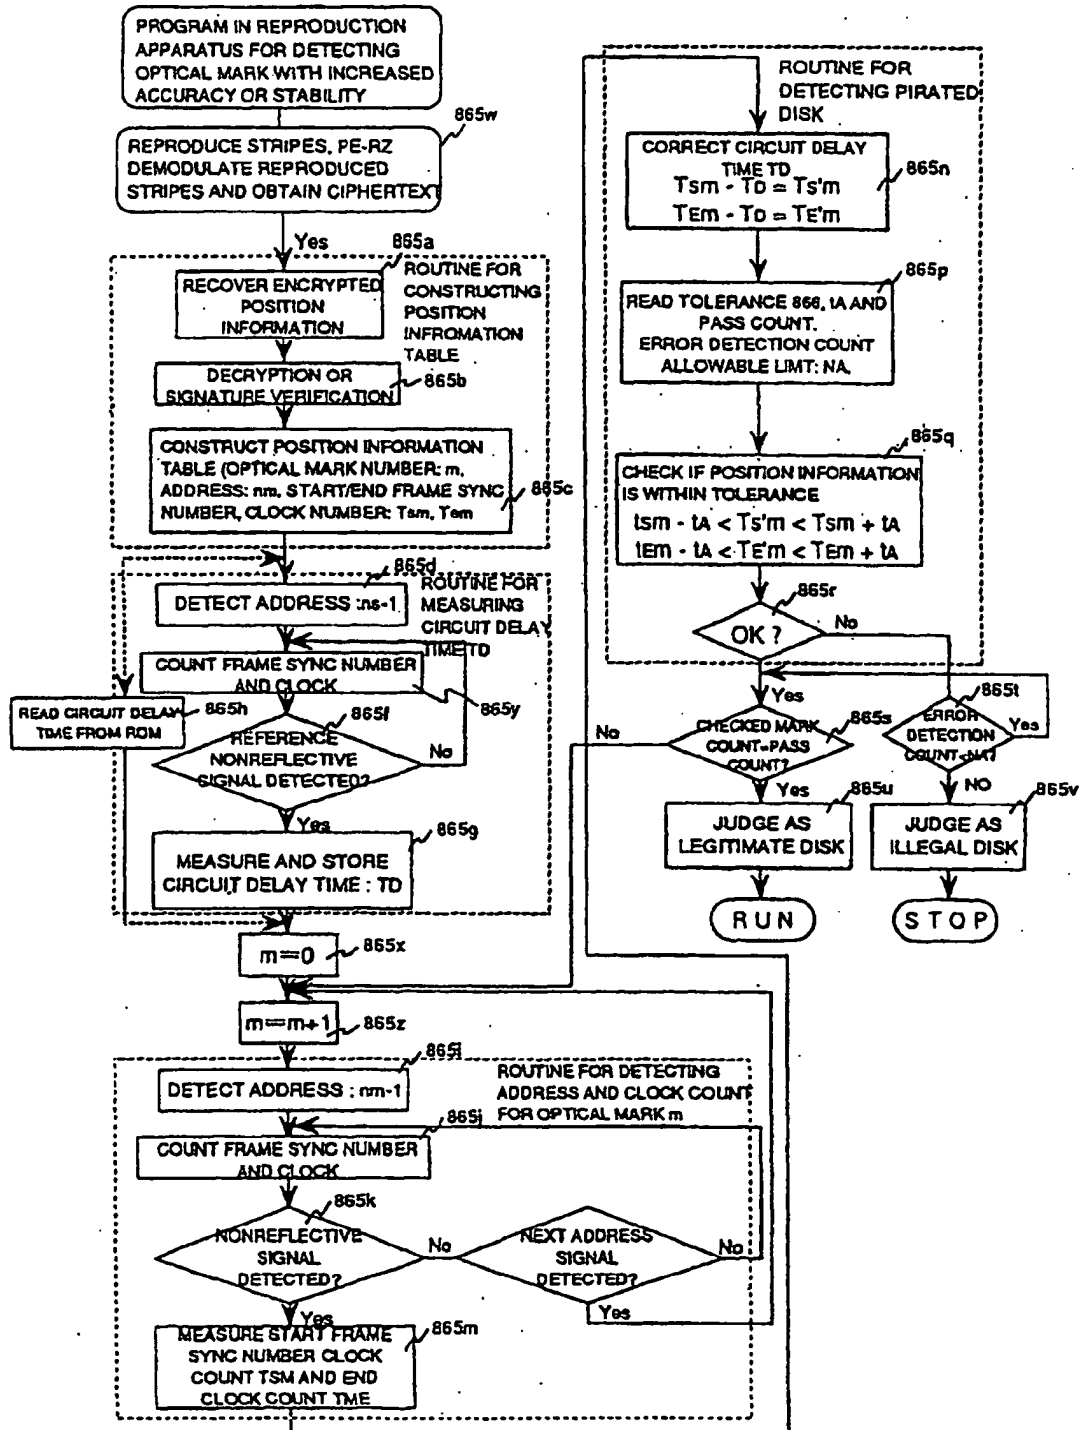 PROGRAM IN REPRODUCTION
APPARATUS FOR DETECTING
OPTICAL MARK WITH INCREASED
ACCURACY OR STABILITY
865w
REPRODUCE STRIPES, PE-RZ
DEMODULATE REPRODUCED
STRIPES AND OBTAIN CIPHERTEXT
Yes
865a
ROUTINE FOR
CONSTRUCTING
POSITION
INFROMATION
TABLE
RECOVER ENCRYPTED
POSITION
INFORMATION
DECRYPTION OR
SIGNATURE VERIFICATION
865b
CONSTRUCT POSITION INFORMATION
TABLE (OPTICAL MARK NUMBER: m,
ADDRESS: nm, START/END FRAME SYNC
NUMBER, CLOCK NUMBER: Tsm, Tem
865c
865d
ROUTINE FOR
MEASURING
CIRCUIT DELAY
TIME TD
DETECT ADDRESS :ns-1
COUNT FRAME SYNC NUMBER
AND CLOCK
865y
READ CIRCUIT DELAY
TIME FROM ROM
865h
865f
REFERENCE
NONREFLECTIVE
SIGNAL DETECTED?
No
Yes
865g
MEASURE AND STORE
CIRCUIT DELAY TIME : TD
m=0
865x
m=m+1
865z
865i
DETECT ADDRESS : nm-1
ROUTINE FOR DETECTING
ADDRESS AND CLOCK COUNT
FOR OPTICAL MARK m
865j
COUNT FRAME SYNC NUMBER
AND CLOCK
865k
NONREFLECTIVE
SIGNAL
DETECTED?
No
NEXT ADDRESS
SIGNAL
DETECTED?
No
Yes
Yes
MEASURE START FRAME
SYNC NUMBER CLOCK
COUNT TSM AND END
CLOCK COUNT TME
865m
ROUTINE FOR
DETECTING PIRATED
DISK
CORRECT CIRCUIT DELAY
TIME TD
Tsm - TD = Ts'm
TEm - TD = TE'm
865n
865p
READ TOLERANCE 866, tA AND
PASS COUNT.
ERROR DETECTION COUNT
ALLOWABLE LIMT: NA.
865q
CHECK IF POSITION INFORMATION
IS WITHIN TOLERANCE
tsm - tA < Ts'm < Tsm + tA
tEm - tA < TE'm < TEm + tA
865r
OK ?
No
Yes
865s
CHECKED MARK
COUNT=PASS
COUNT?
No
865t
ERROR
DETECTION
COUNT<NA?
Yes
Yes
865u
NO
865v
JUDGE AS
LEGITIMATE DISK
JUDGE AS
ILLEGAL DISK
RUN
STOP